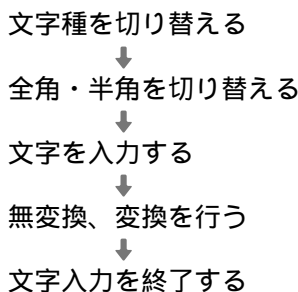 文字種を切り替える
全角・半角を切り替える
文字を入力する
無変換、変換を行う
文字入力を終了する